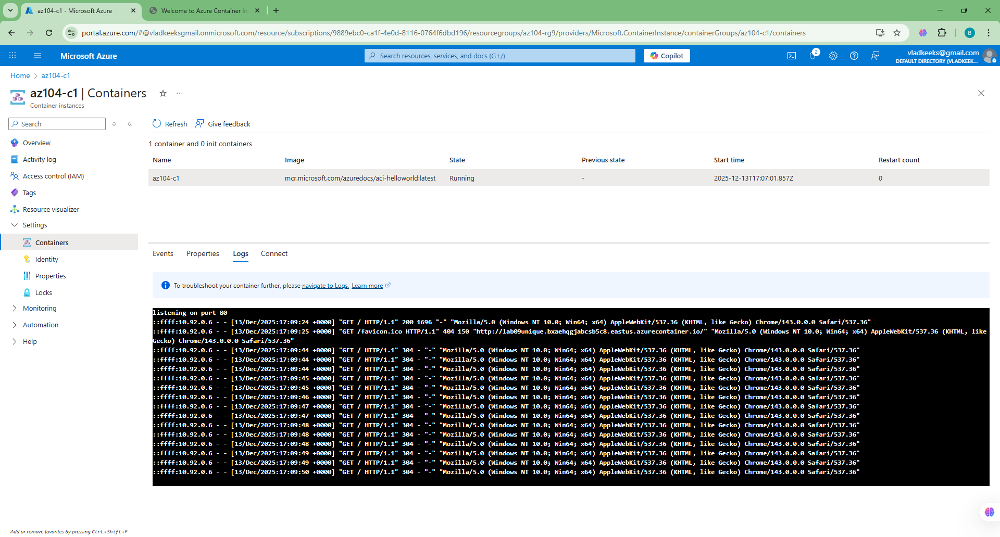 az104-c1 - Microsoft Azure
Welcome to Azure Container In
portal.azure.com/#@vladkeeksgmail.onmicrosoft.com/resource/subscriptions/9889ebc0-ca1f-4e0d-8116-0764f6dbd196/resourcegroups/az104-rg9/providers/Microsoft.ContainerInstance/containerGroups/az104-c1/containers
B
Microsoft Azure
Search resources, services, and docs (G+/)
Copilot
2
vladkeeks@gmail.com
DEFAULT DIRECTORY (VLADKEEK...
Home > az104-c1
az104-c1 | Containers
Container instances
Search
Refresh
Give feedback
Overview
Activity log
Access control (IAM)
Tags
Resource visualizer
Settings
Containers
Identity
Properties
Locks
Monitoring
Automation
Help
1 container and 0 init containers
Name Image State Previous state Start time Restart count
az104-c1 mcr.microsoft.com/azuredocs/aci-helloworld:latest Running - 2025-12-13T17:07:01.857Z 0
Events Properties Logs Connect
To troubleshoot your container further, please navigate to Logs. Learn more
listening on port 80
::ffff:10.92.0.6 - - [13/Dec/2025:17:09:24 +0000] "GET / HTTP/1.1" 200 1696 "-" "Mozilla/5.0 (Windows NT 10.0; Win64; x64) AppleWebKit/537.36 (KHTML, like Gecko) Chrome/143.0.0.0 Safari/537.36"
::ffff:10.92.0.6 - - [13/Dec/2025:17:09:25 +0000] "GET /favicon.ico HTTP/1.1" 404 150 "http://lab09unique.bxaehqgjabcsb5c8.eastus.azurecontainer.io/" "Mozilla/5.0 (Windows NT 10.0; Win64; x64) AppleWebKit/537.36 (KHTML, like
Gecko) Chrome/143.0.0.0 Safari/537.36"
::ffff:10.92.0.6 - - [13/Dec/2025:17:09:44 +0000] "GET / HTTP/1.1" 304 - "-" "Mozilla/5.0 (Windows NT 10.0; Win64; x64) AppleWebKit/537.36 (KHTML, like Gecko) Chrome/143.0.0.0 Safari/537.36"
::ffff:10.92.0.6 - - [13/Dec/2025:17:09:44 +0000] "GET / HTTP/1.1" 304 - "-" "Mozilla/5.0 (Windows NT 10.0; Win64; x64) AppleWebKit/537.36 (KHTML, like Gecko) Chrome/143.0.0.0 Safari/537.36"
::ffff:10.92.0.6 - - [13/Dec/2025:17:09:44 +0000] "GET / HTTP/1.1" 304 - "-" "Mozilla/5.0 (Windows NT 10.0; Win64; x64) AppleWebKit/537.36 (KHTML, like Gecko) Chrome/143.0.0.0 Safari/537.36"
::ffff:10.92.0.6 - - [13/Dec/2025:17:09:45 +0000] "GET / HTTP/1.1" 304 - "-" "Mozilla/5.0 (Windows NT 10.0; Win64; x64) AppleWebKit/537.36 (KHTML, like Gecko) Chrome/143.0.0.0 Safari/537.36"
::ffff:10.92.0.6 - - [13/Dec/2025:17:09:45 +0000] "GET / HTTP/1.1" 304 - "-" "Mozilla/5.0 (Windows NT 10.0; Win64; x64) AppleWebKit/537.36 (KHTML, like Gecko) Chrome/143.0.0.0 Safari/537.36"
::ffff:10.92.0.6 - - [13/Dec/2025:17:09:46 +0000] "GET / HTTP/1.1" 304 - "-" "Mozilla/5.0 (Windows NT 10.0; Win64; x64) AppleWebKit/537.36 (KHTML, like Gecko) Chrome/143.0.0.0 Safari/537.36"
::ffff:10.92.0.6 - - [13/Dec/2025:17:09:47 +0000] "GET / HTTP/1.1" 304 - "-" "Mozilla/5.0 (Windows NT 10.0; Win64; x64) AppleWebKit/537.36 (KHTML, like Gecko) Chrome/143.0.0.0 Safari/537.36"
::ffff:10.92.0.6 - - [13/Dec/2025:17:09:47 +0000] "GET / HTTP/1.1" 304 - "-" "Mozilla/5.0 (Windows NT 10.0; Win64; x64) AppleWebKit/537.36 (KHTML, like Gecko) Chrome/143.0.0.0 Safari/537.36"
::ffff:10.92.0.6 - - [13/Dec/2025:17:09:48 +0000] "GET / HTTP/1.1" 304 - "-" "Mozilla/5.0 (Windows NT 10.0; Win64; x64) AppleWebKit/537.36 (KHTML, like Gecko) Chrome/143.0.0.0 Safari/537.36"
::ffff:10.92.0.6 - - [13/Dec/2025:17:09:48 +0000] "GET / HTTP/1.1" 304 - "-" "Mozilla/5.0 (Windows NT 10.0; Win64; x64) AppleWebKit/537.36 (KHTML, like Gecko) Chrome/143.0.0.0 Safari/537.36"
::ffff:10.92.0.6 - - [13/Dec/2025:17:09:48 +0000] "GET / HTTP/1.1" 304 - "-" "Mozilla/5.0 (Windows NT 10.0; Win64; x64) AppleWebKit/537.36 (KHTML, like Gecko) Chrome/143.0.0.0 Safari/537.36"
::ffff:10.92.0.6 - - [13/Dec/2025:17:09:49 +0000] "GET / HTTP/1.1" 304 - "-" "Mozilla/5.0 (Windows NT 10.0; Win64; x64) AppleWebKit/537.36 (KHTML, like Gecko) Chrome/143.0.0.0 Safari/537.36"
::ffff:10.92.0.6 - - [13/Dec/2025:17:09:49 +0000] "GET / HTTP/1.1" 304 - "-" "Mozilla/5.0 (Windows NT 10.0; Win64; x64) AppleWebKit/537.36 (KHTML, like Gecko) Chrome/143.0.0.0 Safari/537.36"
::ffff:10.92.0.6 - - [13/Dec/2025:17:09:50 +0000] "GET / HTTP/1.1" 304 - "-" "Mozilla/5.0 (Windows NT 10.0; Win64; x64) AppleWebKit/537.36 (KHTML, like Gecko) Chrome/143.0.0.0 Safari/537.36"
Add or remove favorites by pressing Ctrl+Shift+F